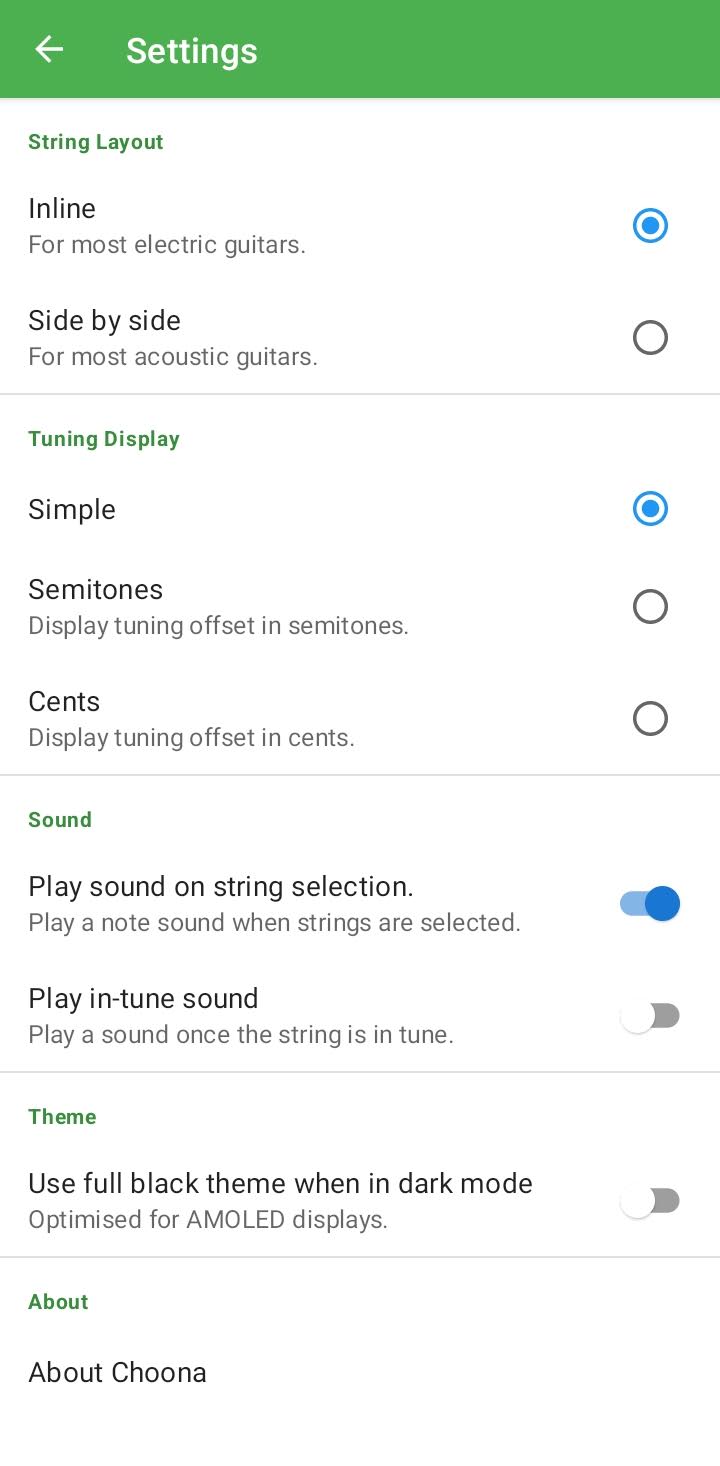 Settings
String Layout
Inline
For most electric guitars.
Side by side
For most acoustic guitars.
Tuning Display
Simple
Semitones
Display tuning offset in semitones.
Cents
Display tuning offset in cents.
Sound
Play sound on string selection.
Play a note sound when strings are selected.
Play in-tune sound
Play a sound once the string is in tune.
Theme
Use full black theme when in dark mode
Optimised for AMOLED displays.
About
About Choona